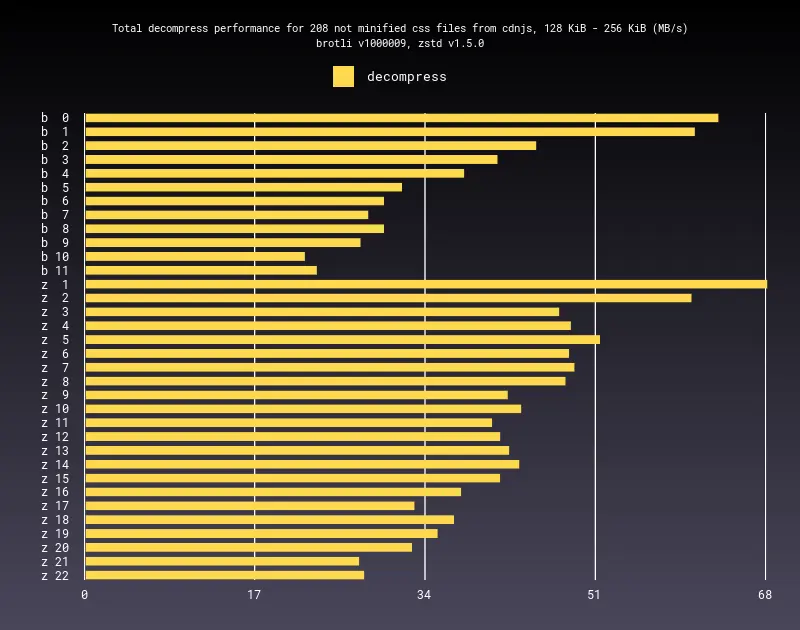 Total decompress performance for 208 not minified css files from cdnjs, 128 KiB - 256 KiB (MB/s)
brotli v1000009, zstd v1.5.0
decompress
b 0
b 1
b 2
b 3
b 4
b 5
b 6
b 7
b 8
b 9
b 10
b 11
z 1
z 2
z 3
z 4
z 5
z 6
z 7
z 8
z 9
z 10
z 11
z 12
z 13
z 14
z 15
z 16
z 17
z 18
z 19
z 20
z 21
z 22
0 17 34 51 68